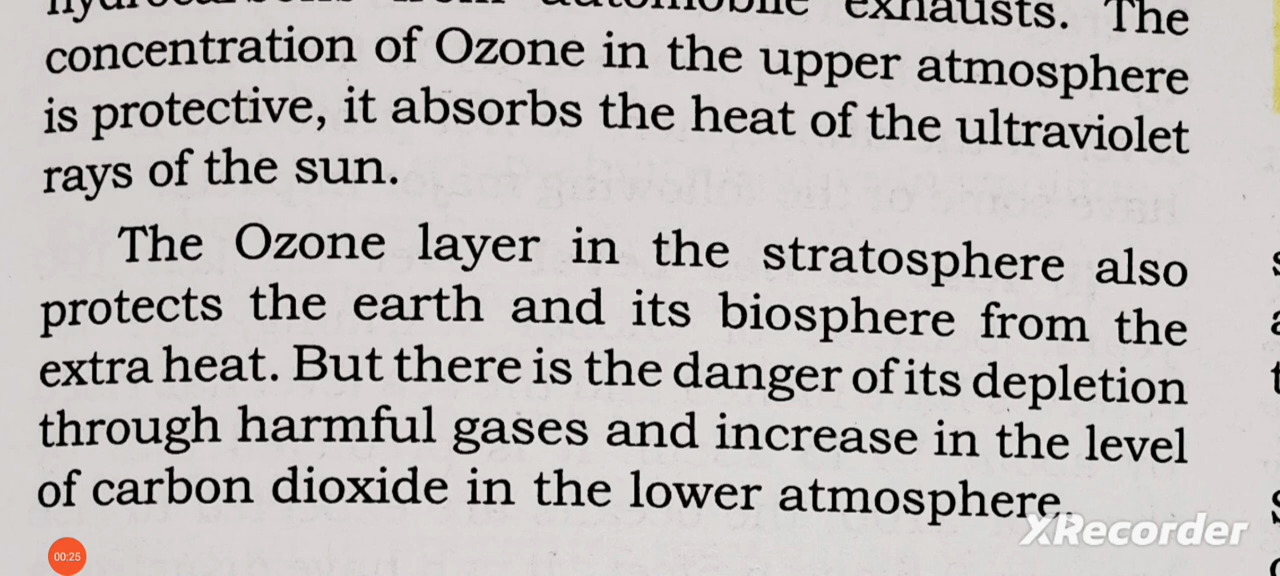 hydrocarbons from automobile exhausts. The
concentration of Ozone in the upper atmosphere
is protective, it absorbs the heat of the ultraviolet
rays of the sun.
The Ozone layer in the stratosphere also
protects the earth and its biosphere from the
extra heat. But there is the danger of its depletion
through harmful gases and increase in the level
of carbon dioxide in the lower atmosphere.
XRecorder
00:25